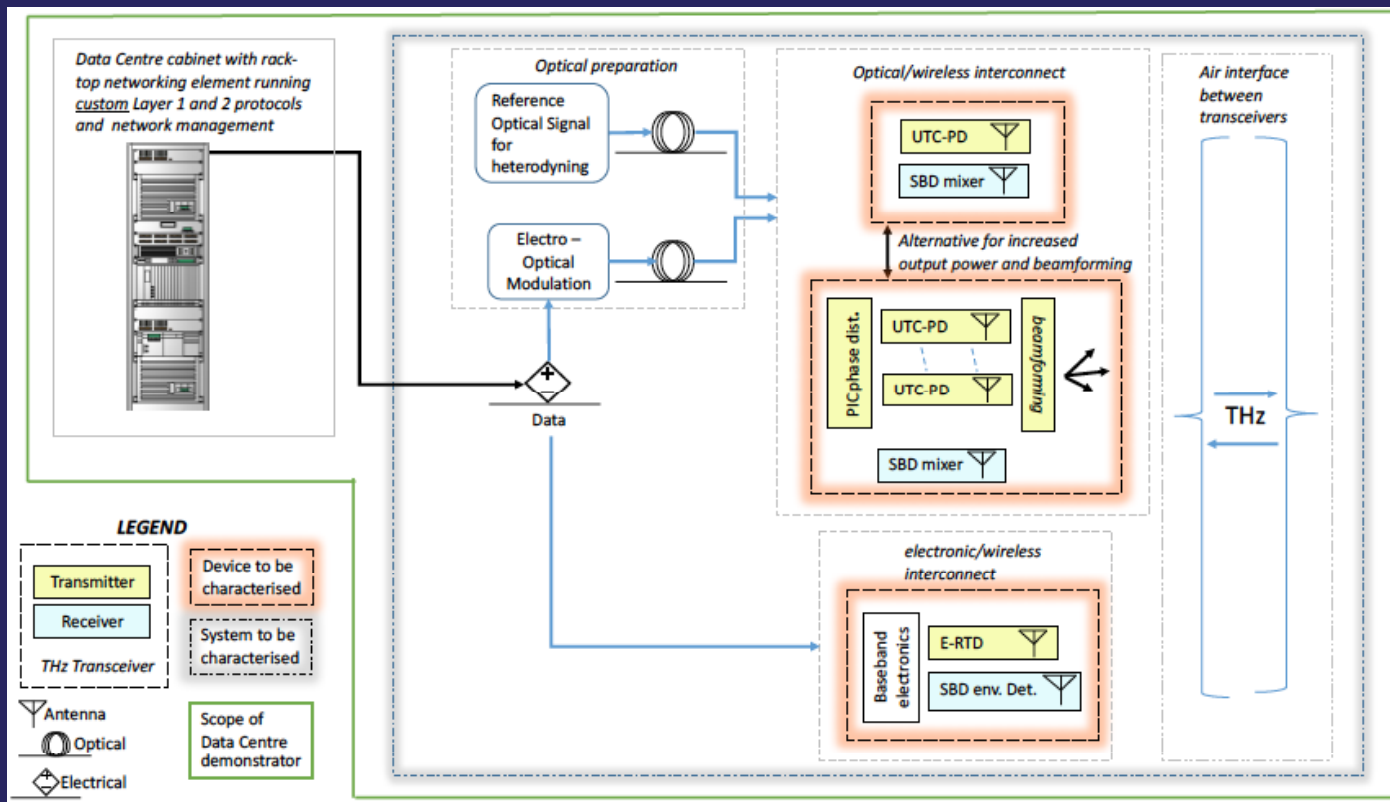 Data Centre cabinet with rack-
top networking element running
custom Layer 1 and 2 protocols
and network management
Optical preparation
Reference
Optical Signal
for
heterodyning
Electro –
Optical
Modulation
Data
Optical/wireless interconnect
UTC-PD
SBD mixer
Alternative for increased
output power and beamforming
PICphase dist.
UTC-PD
UTC-PD
beamforming
SBD mixer
electronic/wireless
interconnect
Baseband
electronics
E-RTD
SBD env. Det.
Air interface
between
transceivers
THz
LEGEND
Transmitter
Receiver
THz Transceiver
Device to be
characterised
System to be
characterised
Antenna
Optical
Electrical
Scope of
Data Centre
demonstrator